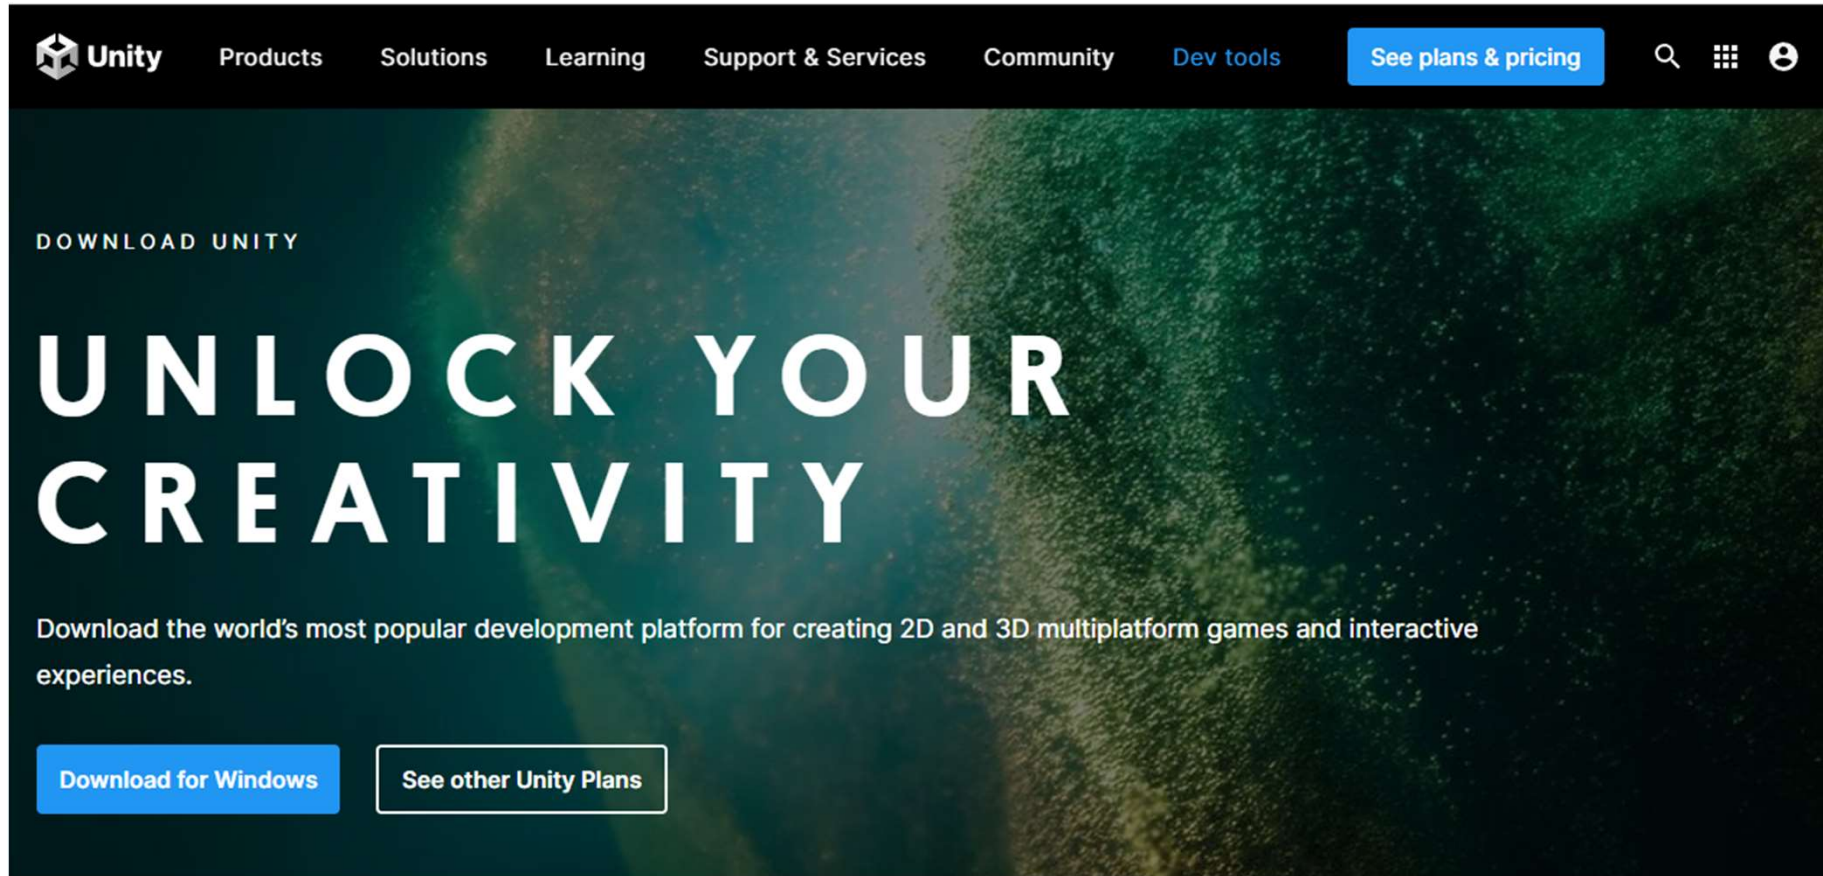 Unity Products Solutions Learning Support & Services Community Dev tools See plans & pricing
DOWNLOAD UNITY
UNLOCK YOUR
CREATIVITY
Download the world's most popular development platform for creating 2D and 3D multiplatform games and interactive
experiences.
Download for Windows See other Unity Plans